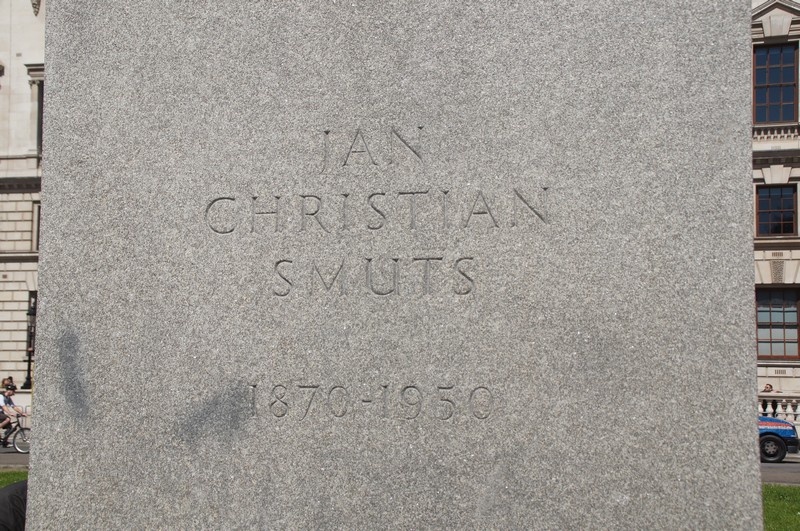 JAN
CHRISTIAN
SMUTS
1870-1950